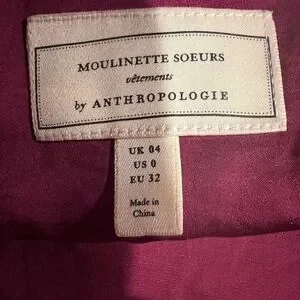 MOULINETTE SOEURS
vêtements
by ANTHROPOLOGIE
UK 04
US 0
EU 32
Made in
China